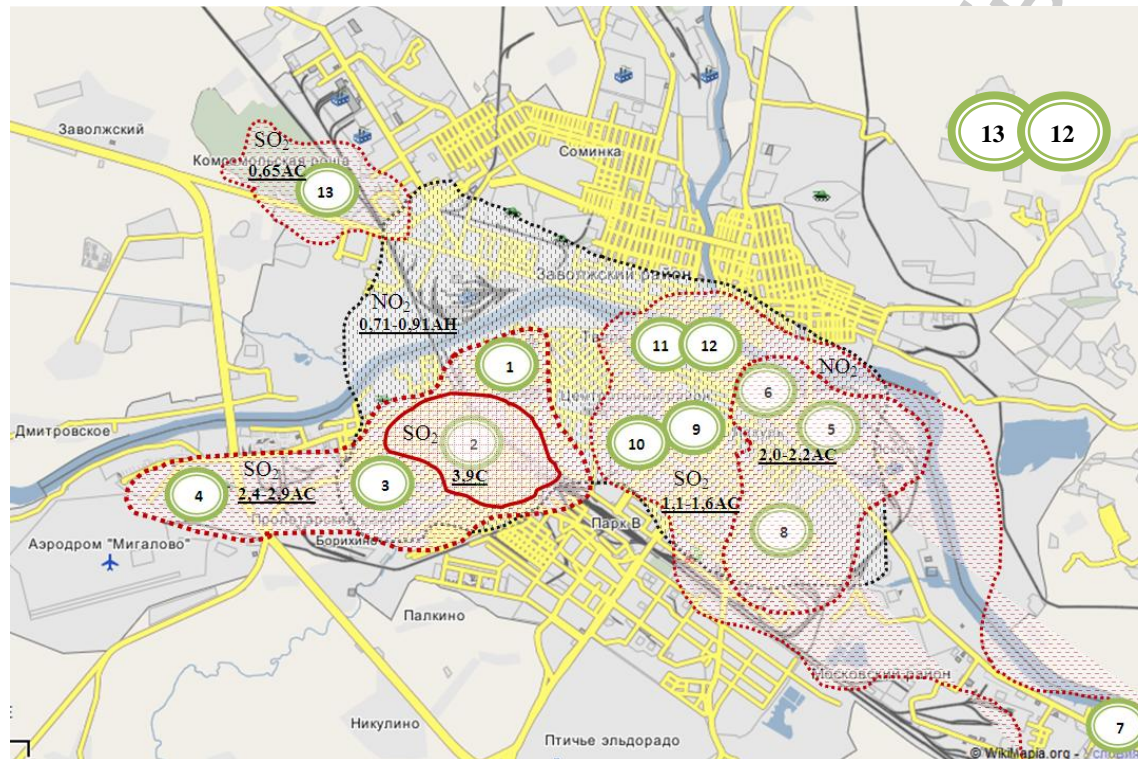 Заволжский
SO2
Комсомольская роща
0,65АС
13
Соминка
13
12
Заволжский район
NO2
0,71-0,91АН
1
11
12
NO2
6
5
2,0-2,2АС
10
9
Дмитровское
SO2
2
3,9С
SO2
2,4-2,9АС
4
3
SO2
1,1-1,6АС
8
Парк В
Аэродром "Мигалово"
Борихино
Палкино
Московский район
Никулино
Птичье эльдорадо
7
© WikiMapia.org - Условия